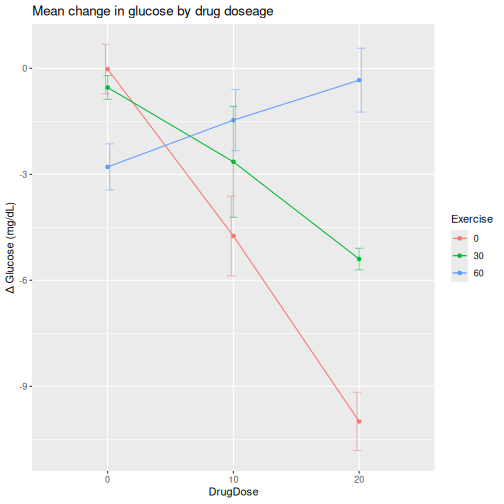 Mean change in glucose by drug doseage
0
-3
-6
-9
Δ Glucose (mg/dL)
0
10
20
DrugDose
Exercise
0
30
60